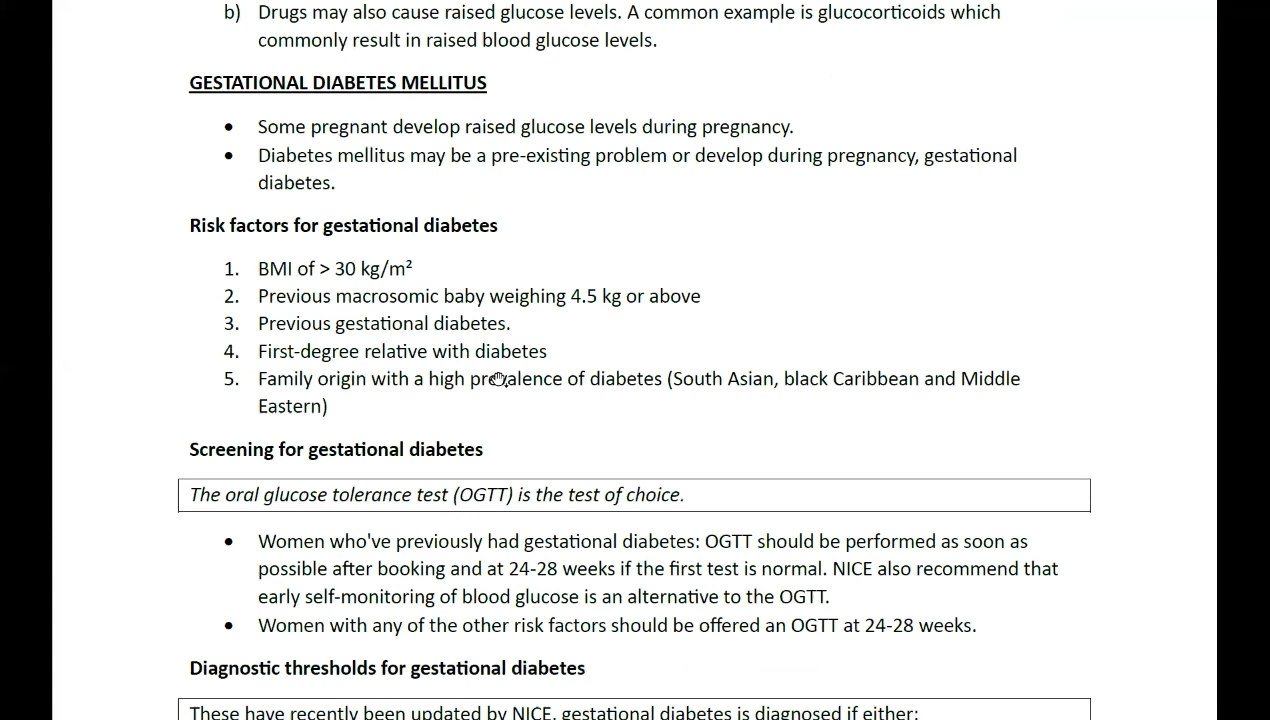 b) Drugs may also cause raised glucose levels. A common example is glucocorticoids which
commonly result in raised blood glucose levels.
GESTATIONAL DIABETES MELLITUS
• Some pregnant develop raised glucose levels during pregnancy.
• Diabetes mellitus may be a pre-existing problem or develop during pregnancy, gestational
diabetes.
Risk factors for gestational diabetes
1. BMI of > 30 kg/m²
2. Previous macrosomic baby weighing 4.5 kg or above
3. Previous gestational diabetes.
4. First-degree relative with diabetes
5. Family origin with a high prevalence of diabetes (South Asian, black Caribbean and Middle
Eastern)
Screening for gestational diabetes
The oral glucose tolerance test (OGTT) is the test of choice.
• Women who've previously had gestational diabetes: OGTT should be performed as soon as
possible after booking and at 24-28 weeks if the first test is normal. NICE also recommend that
early self-monitoring of blood glucose is an alternative to the OGTT.
• Women with any of the other risk factors should be offered an OGTT at 24-28 weeks.
Diagnostic thresholds for gestational diabetes
These have recently been updated by NICE, gestational diabetes is diagnosed if either: